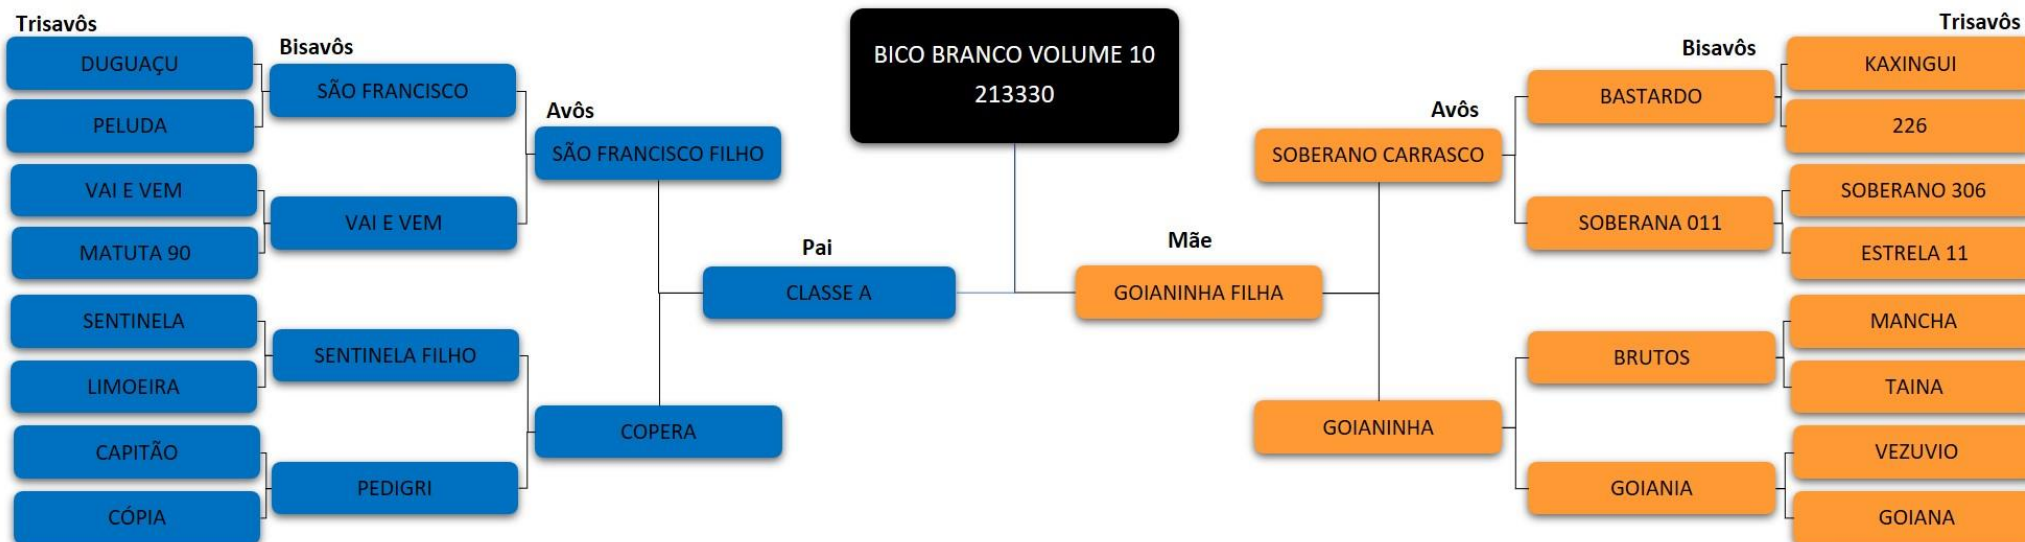 Trisavôs
DUGUAÇU
PELUDA
VAI E VEM
MATUTA 90
SENTINELA
LIMOEIRA
CAPITÃO
CÓPIA
Bisavôs
SÃO FRANCISCO
VAI E VEM
SENTINELA FILHO
PEDIGRI
Avôs
SÃO FRANCISCO FILHO
COPERA
Pai
CLASSE A
BICO BRANCO VOLUME 10
213330
Mãe
GOIANINHA FILHA
Avôs
SOBERANO CARRASCO
GOIANINHA
Bisavôs
BASTARDO
SOBERANA 011
BRUTOS
GOIANIA
Trisavôs
KAXINGUI
226
SOBERANO 306
ESTRELA 11
MANCHA
TAINA
VEZUVIO
GOIANA